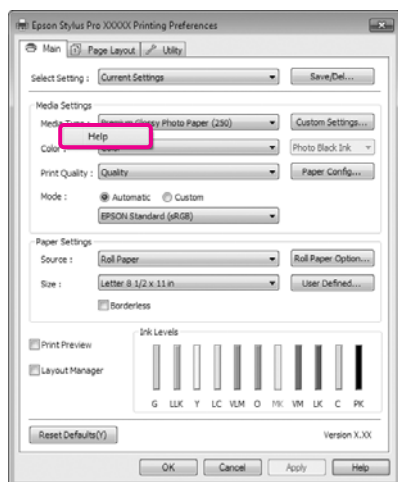 Epson Stylus Pro XXXXX Printing Preferences
Main Page Layout Utility
Select Setting : Current Settings Save/Del...
Media Settings
Media Type : Premium Glossy Photo Paper (250) Custom Settings...
Help
Color : Color Photo Black Ink
Print Quality : Quality Paper Config...
Mode : Automatic Custom
EPSON Standard (sRGB)
Paper Settings
Source : Roll Paper Roll Paper Option...
Size : Letter 8 1/2 x 11 in User Defined...
Borderless
Ink Levels
Print Preview
Layout Manager
G LLK Y LC VLM O MK VM LK C PK
Reset Defaults(Y) Version X.XX
OK Cancel Apply Help